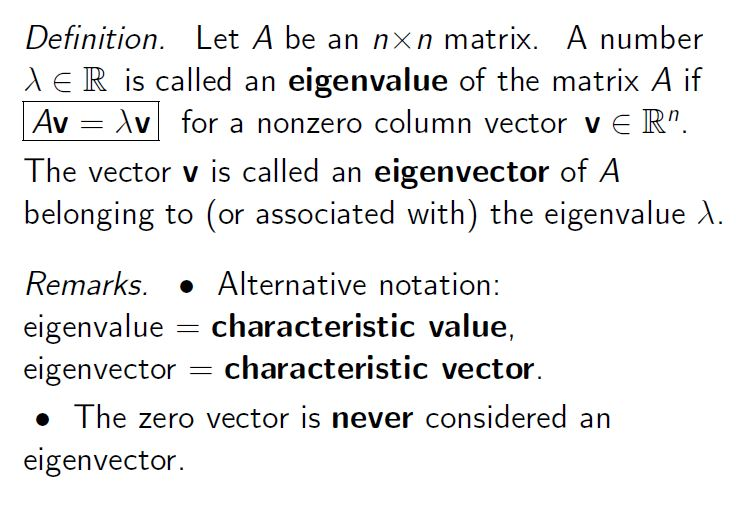 Definition. Let A be an n×n matrix. A number
λ ∈ ℝ is called an eigenvalue of the matrix A if
Av = λv for a nonzero column vector v ∈ ℝⁿ.
The vector v is called an eigenvector of A
belonging to (or associated with) the eigenvalue λ.
Remarks. • Alternative notation:
eigenvalue = characteristic value,
eigenvector = characteristic vector.
• The zero vector is never considered an
eigenvector.